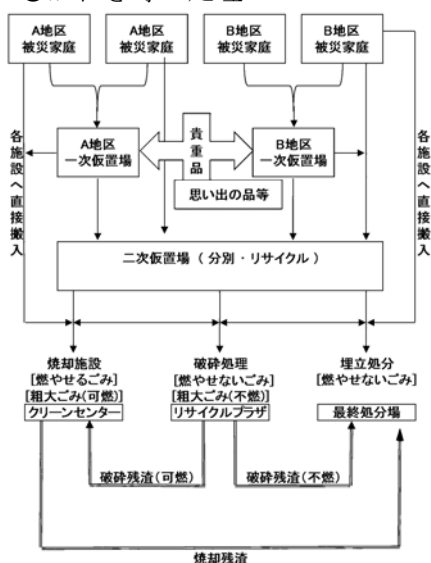 A地区
被災家庭
A地区
被災家庭
B地区
被災家庭
B地区
被災家庭
各施設へ直接搬入
A地区
一次仮置場
貴重品
B地区
一次仮置場
各施設へ直接搬入
思い出の品等
二次仮置場（分別・リサイクル）
焼却施設
[燃やせるごみ]
[粗大ごみ(可燃)]
クリーンセンター
破砕処理
[燃やせないごみ]
[粗大ごみ(不燃)]
リサイクルプラザ
埋立処分
[燃やせないごみ]
最終処分場
破砕残渣(可燃)
破砕残渣(不燃)
焼却残渣